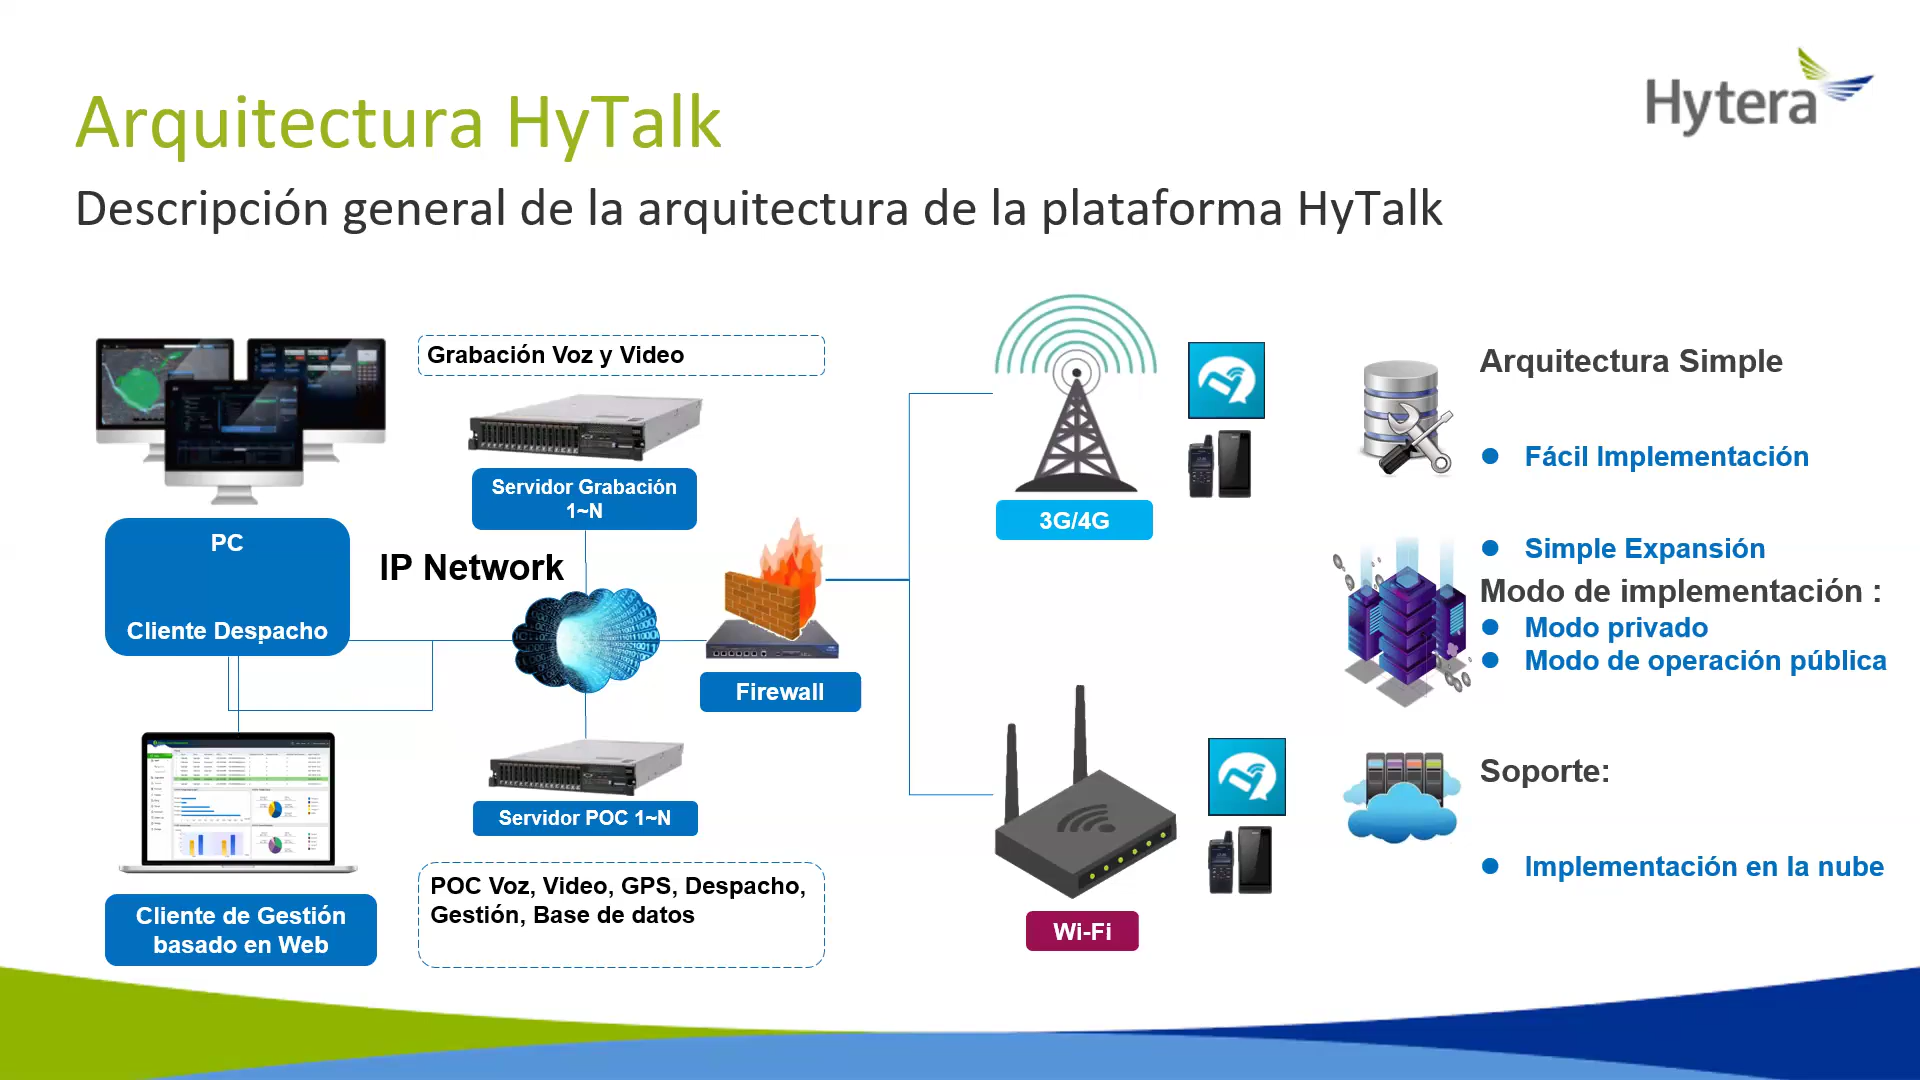 Hytera
Arquitectura HyTalk
Descripción general de la arquitectura de la plataforma HyTalk
Grabación Voz y Video
Servidor Grabación
1~N
PC
Cliente Despacho
IP Network
Firewall
Servidor POC 1~N
POC Voz, Video, GPS, Despacho,
Gestión, Base de datos
Cliente de Gestión
basado en Web
3G/4G
Wi-Fi
Arquitectura Simple
● Fácil Implementación
● Simple Expansión
Modo de implementación :
● Modo privado
● Modo de operación pública
Soporte:
● Implementación en la nube